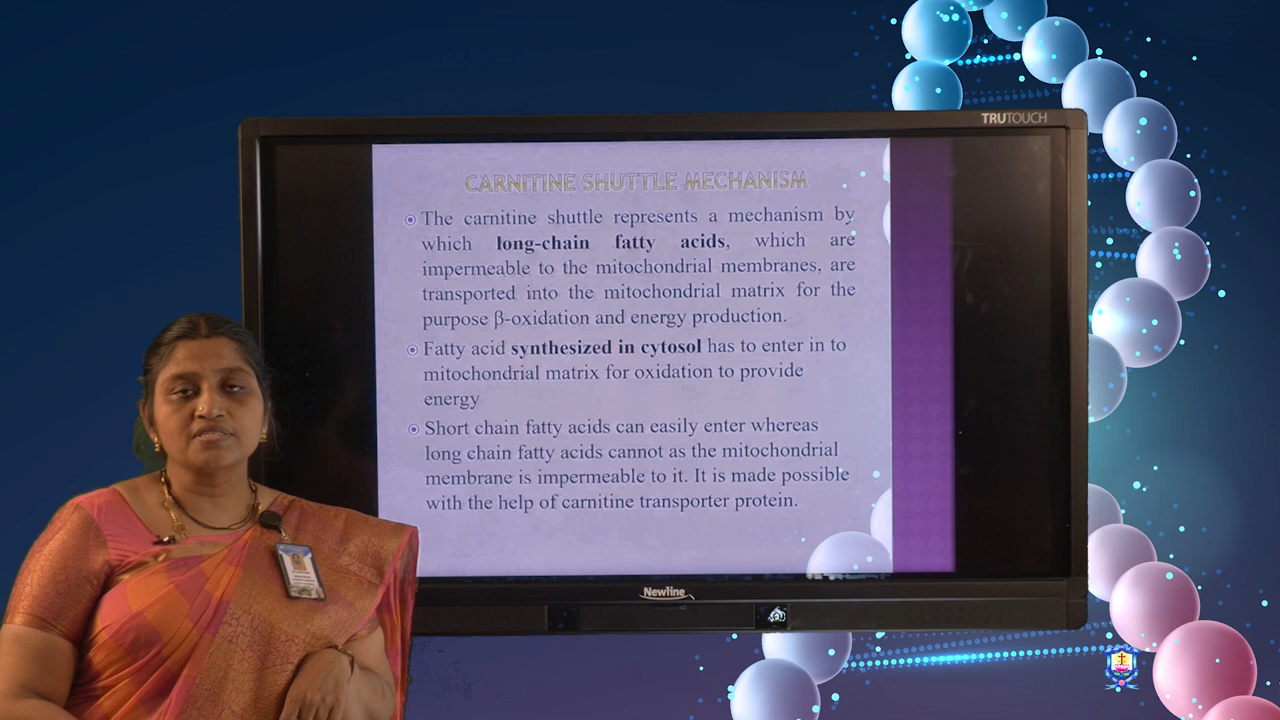 TRUTOUCH
CARNITINE SHUTTLE MECHANISM
The carnitine shuttle represents a mechanism by
which long-chain fatty acids, which are
impermeable to the mitochondrial membranes, are
transported into the mitochondrial matrix for the
purpose β-oxidation and energy production.
Fatty acid synthesized in cytosol has to enter in to
mitochondrial matrix for oxidation to provide
energy
Short chain fatty acids can easily enter whereas
long chain fatty acids cannot as the mitochondrial
membrane is impermeable to it. It is made possible
with the help of carnitine transporter protein.
Newline